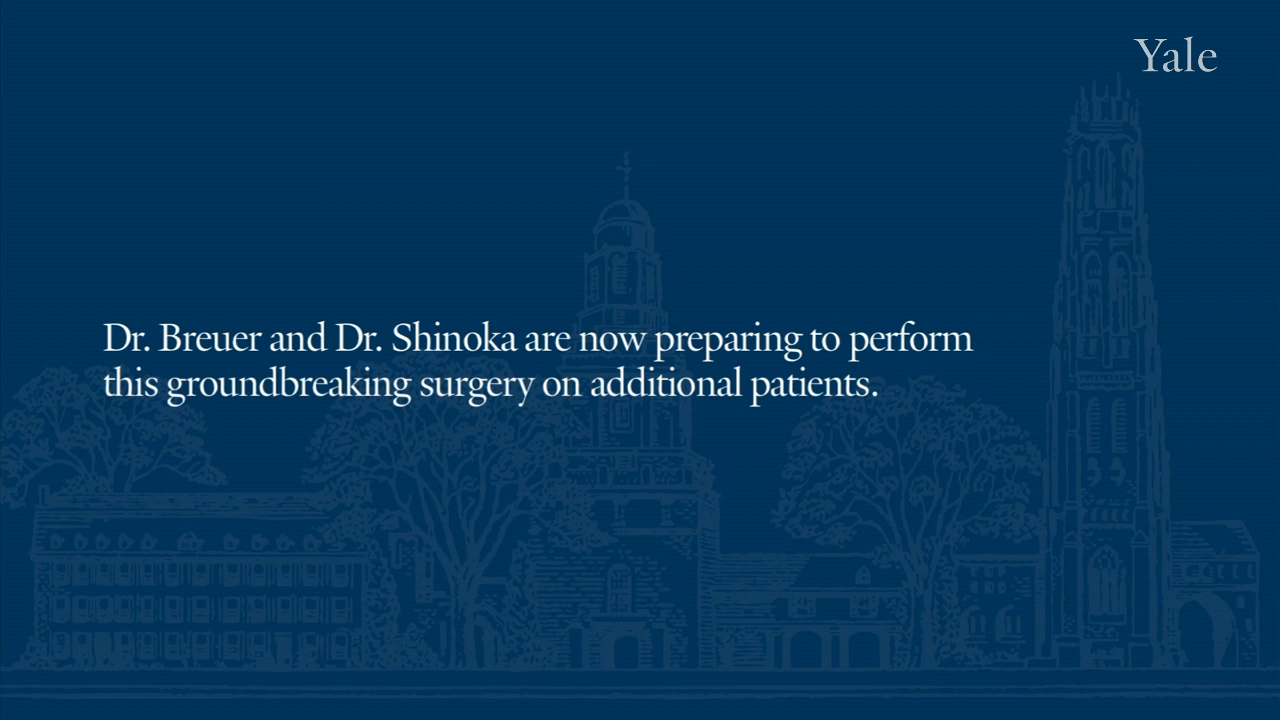 Yale
Dr. Breuer and Dr. Shinoka are now preparing to perform
this groundbreaking surgery on additional patients.